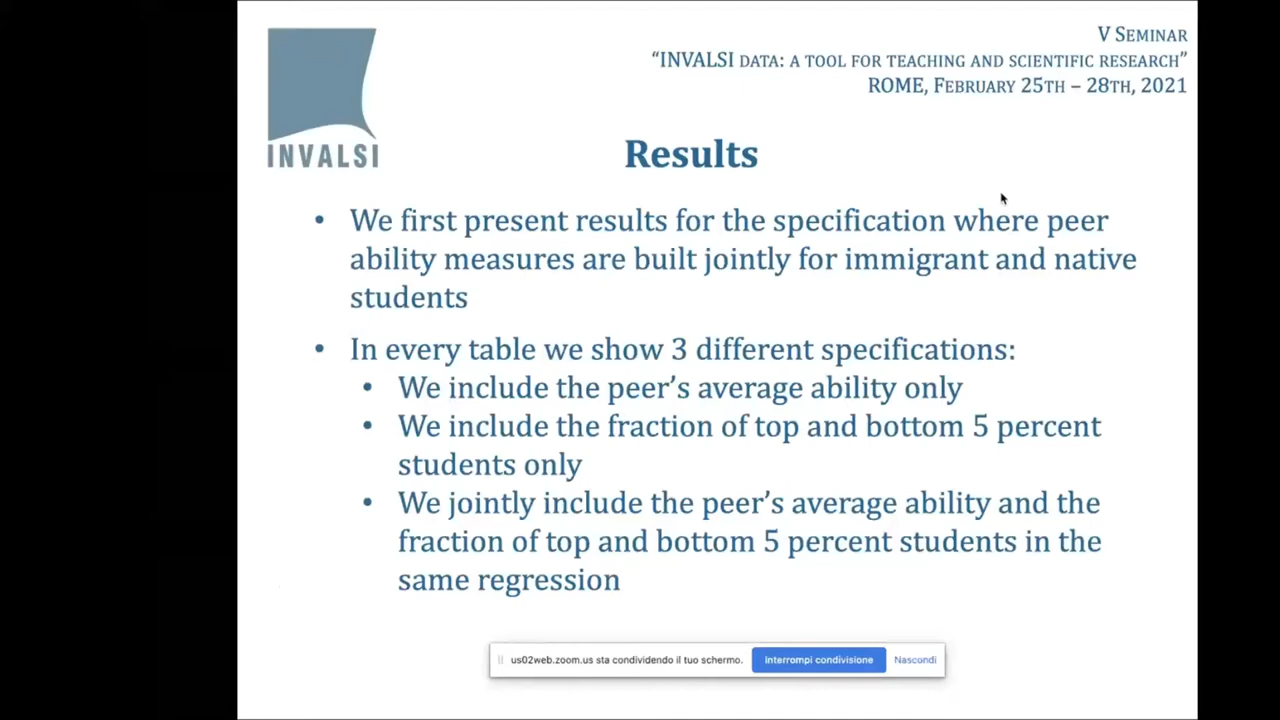 V SEMINAR
“INVALSI DATA: A TOOL FOR TEACHING AND SCIENTIFIC RESEARCH”
ROME, FEBRUARY 25TH – 28TH, 2021
INVALSI
Results
• We first present results for the specification where peer
ability measures are built jointly for immigrant and native
students
• In every table we show 3 different specifications:
• We include the peer’s average ability only
• We include the fraction of top and bottom 5 percent
students only
• We jointly include the peer’s average ability and the
fraction of top and bottom 5 percent students in the
same regression
us02web.zoom.us sta condividendo il tuo schermo. Interrompi condivisione Nascondi